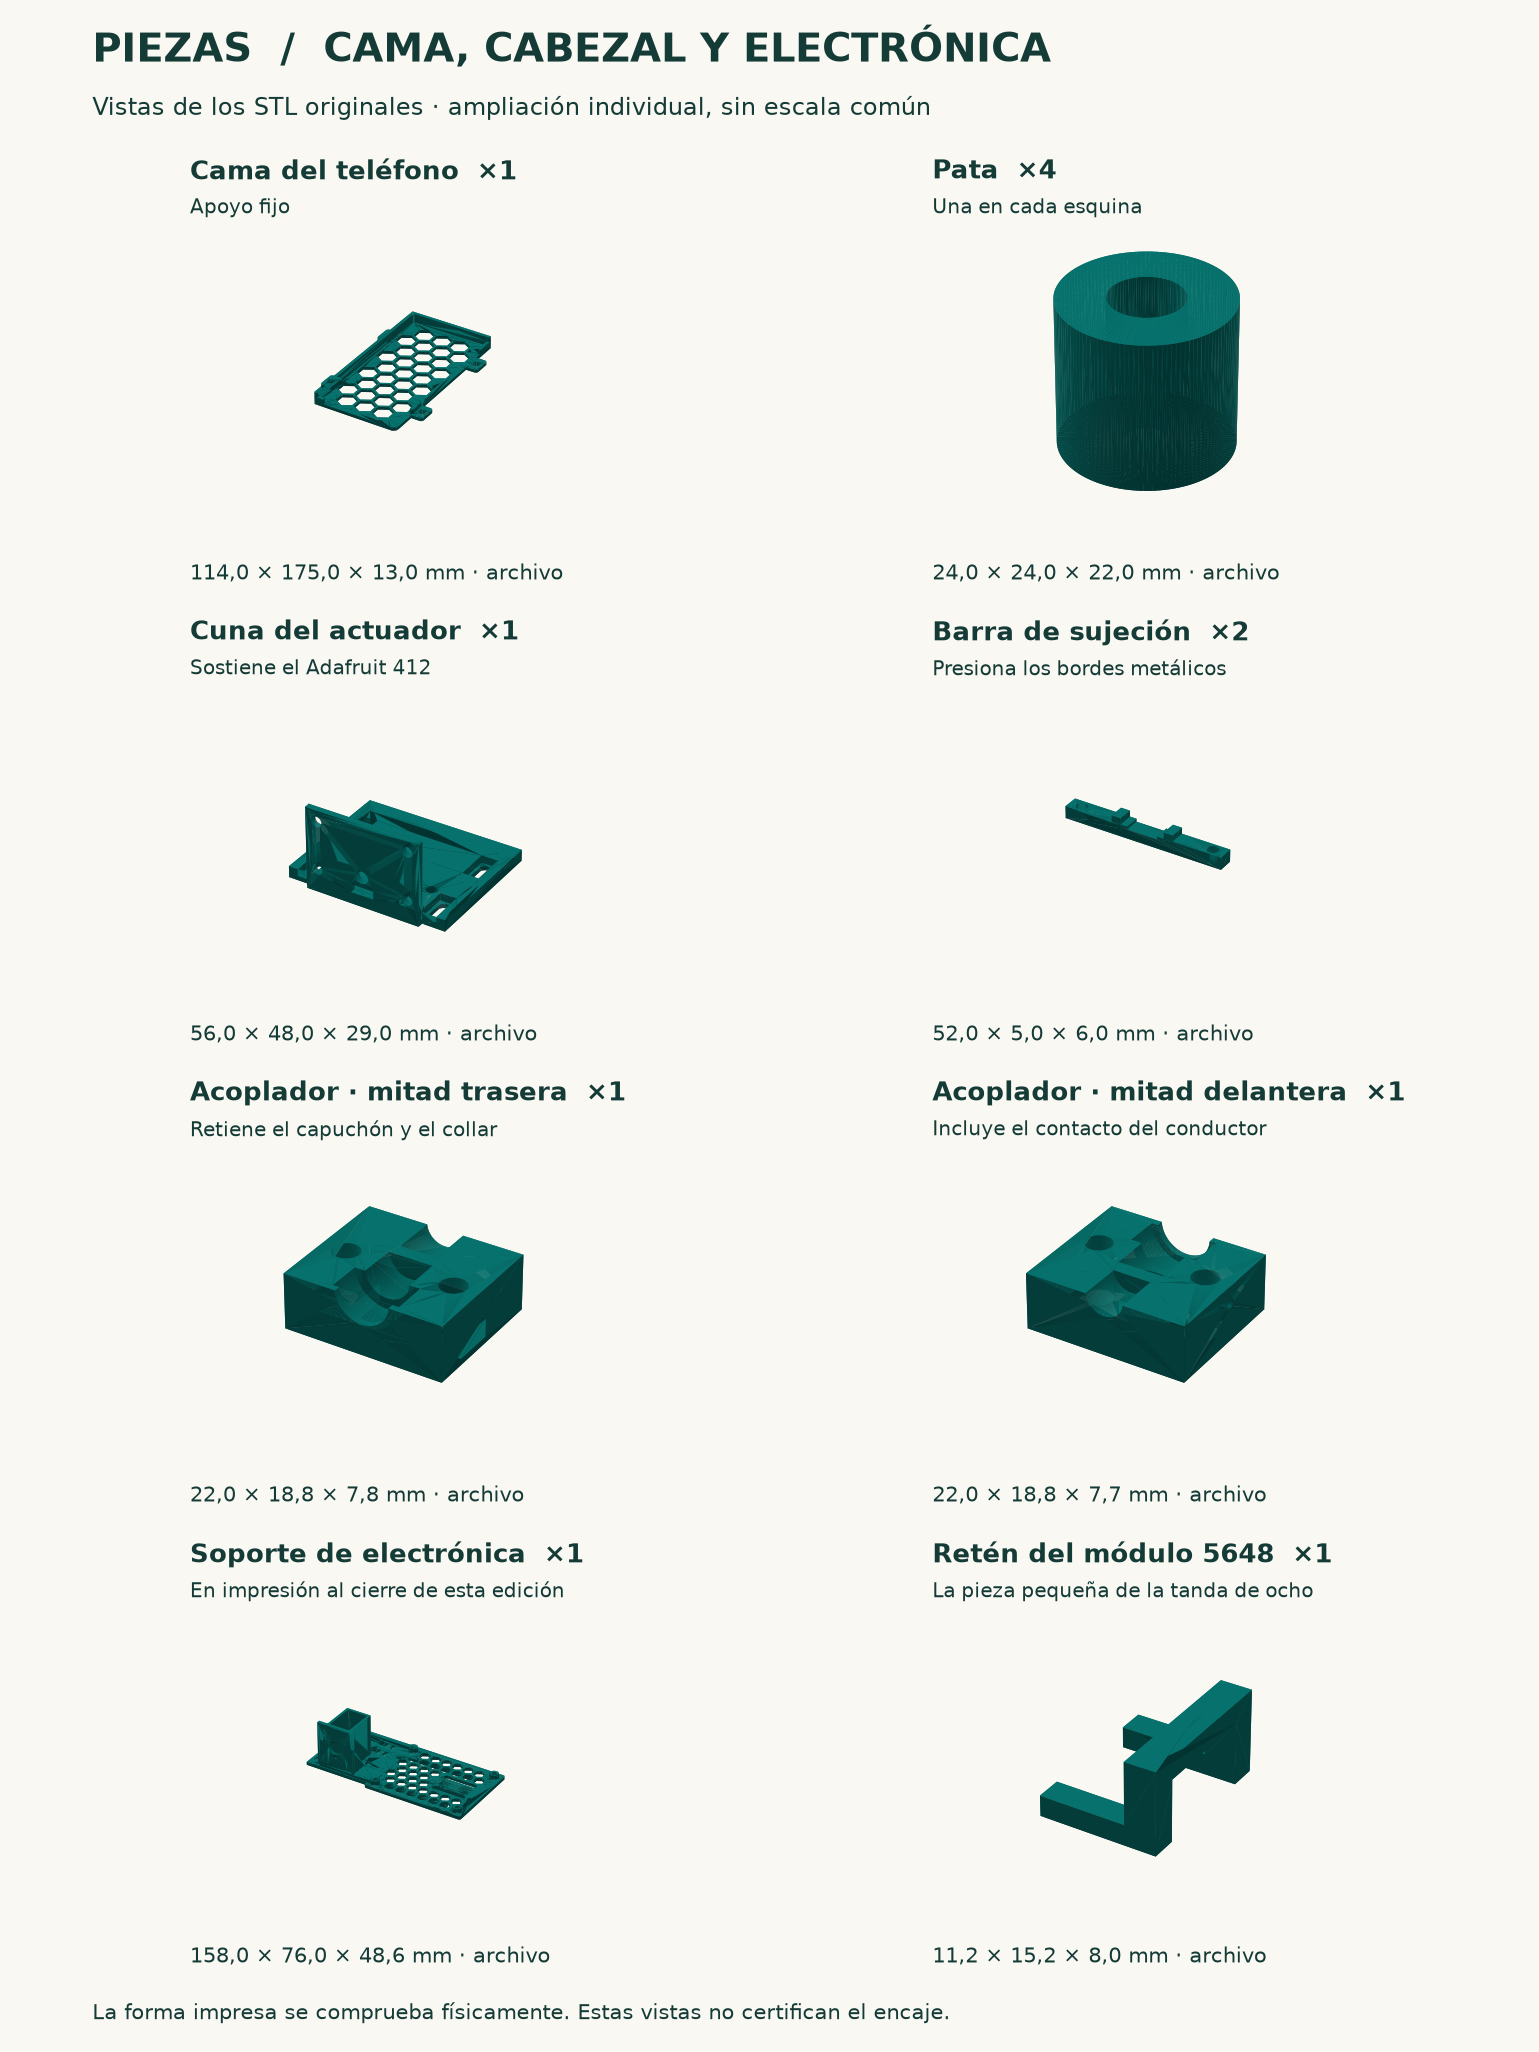 PIEZAS / CAMA, CABEZAL Y ELECTRÓNICA
Vistas de los STL originales · ampliación individual, sin escala común
Cama del teléfono ×1
Apoyo fijo
114,0 × 175,0 × 13,0 mm · archivo
Pata ×4
Una en cada esquina
24,0 × 24,0 × 22,0 mm · archivo
Cuna del actuador ×1
Sostiene el Adafruit 412
56,0 × 48,0 × 29,0 mm · archivo
Barra de sujeción ×2
Presiona los bordes metálicos
52,0 × 5,0 × 6,0 mm · archivo
Acoplador · mitad trasera ×1
Retiene el capuchón y el collar
22,0 × 18,8 × 7,8 mm · archivo
Acoplador · mitad delantera ×1
Incluye el contacto del conductor
22,0 × 18,8 × 7,7 mm · archivo
Soporte de electrónica ×1
En impresión al cierre de esta edición
158,0 × 76,0 × 48,6 mm · archivo
Retén del módulo 5648 ×1
La pieza pequeña de la tanda de ocho
11,2 × 15,2 × 8,0 mm · archivo
La forma impresa se comprueba físicamente. Estas vistas no certifican el encaje.